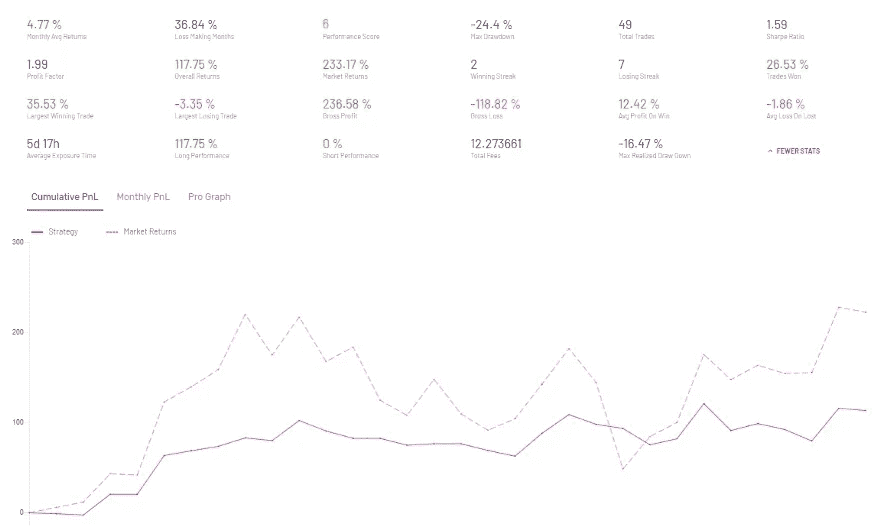 4.77 % 36.84 % 6 -24.4 % 49 1.59
Monthly Avg Returns Loss Making Months Performance Score Max Drawdown Total Trades Sharpe Ratio
1.99 117.75 % 233.17 % 2 7 26.53 %
Profit Factor Overall Returns Market Returns Winning Streak Losing Streak Trades Won
35.53 % -3.35 % 236.58 % -118.82 % 12.42 % -1.86 %
Largest Winning Trade Largest Losing Trade Gross Profit Gross Loss Avg Profit On Win Avg Loss On Lost
5d 17h 117.75 % 0 % 12.273661 -16.47 %
Average Exposure Time Long Performance Short Performance Total Fees Max Realized Draw Down FEWER STATS
Cumulative PnL Monthly PnL Pro Graph
Strategy Market Returns
300
200
100
0